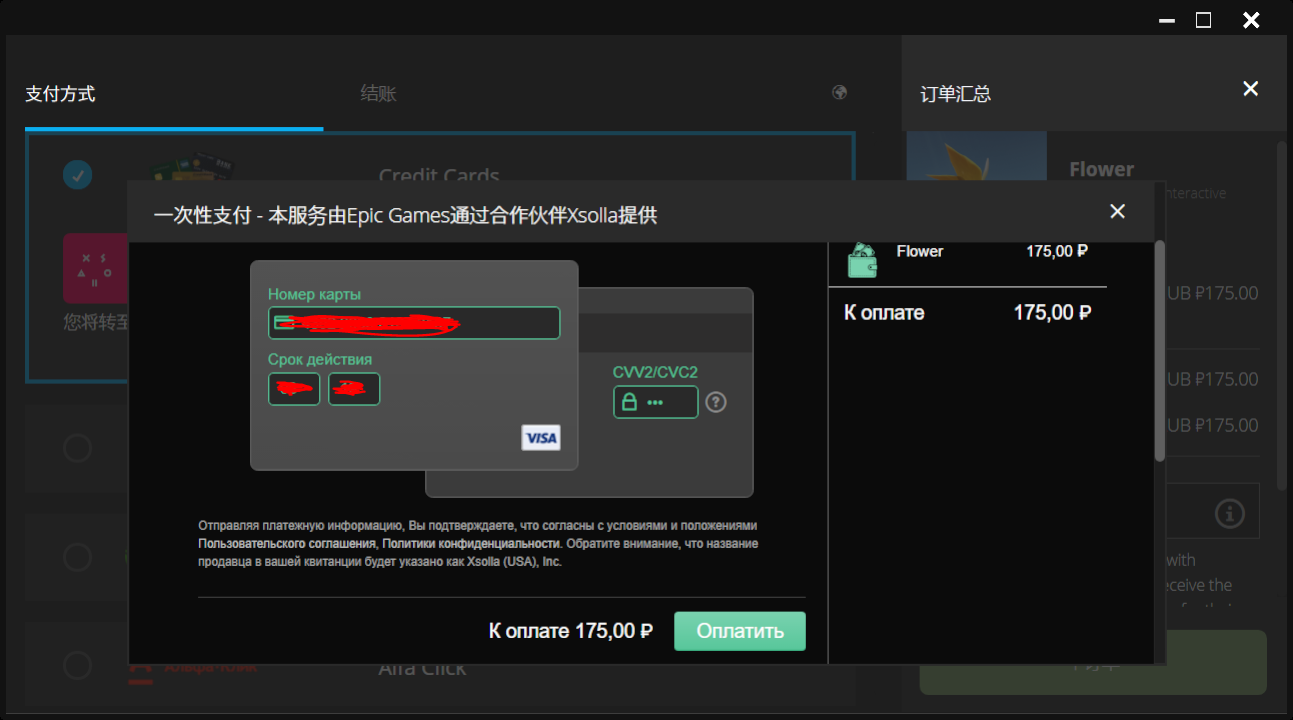 支付方式
结账
订单汇总
Credit Cards
Flower
nteractive
一次性支付 - 本服务由Epic Games通过合作伙伴Xsolla提供
Номер карты
Срок действия
CVV2/CVC2
VISA
Flower 175,00 ₽
К оплате 175,00 ₽
您将转至
UB ₽175.00
UB ₽175.00
UB ₽175.00
with
eceive the
Отправляя платежную информацию, Вы подтверждаете, что согласны с условиями и положениями
Пользовательского соглашения, Политики конфиденциальности. Обратите внимание, что название
продавца в вашей квитанции будет указано как Xsolla (USA), Inc.
К оплате 175,00 ₽ Оплатить
Альфа-Клик
Alfa Click